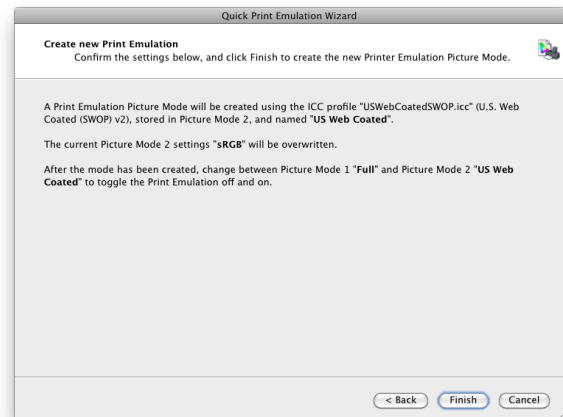 Quick Print Emulation Wizard
Create new Print Emulation
Confirm the settings below, and click Finish to create the new Printer Emulation Picture Mode.
A Print Emulation Picture Mode will be created using the ICC profile "USWebCoatedSWOP.icc" (U.S. Web
Coated (SWOP) v2), stored in Picture Mode 2, and named "US Web Coated".
The current Picture Mode 2 settings "sRGB" will be overwritten.
After the mode has been created, change between Picture Mode 1 "Full" and Picture Mode 2 "US Web
Coated" to toggle the Print Emulation off and on.
< Back Finish Cancel